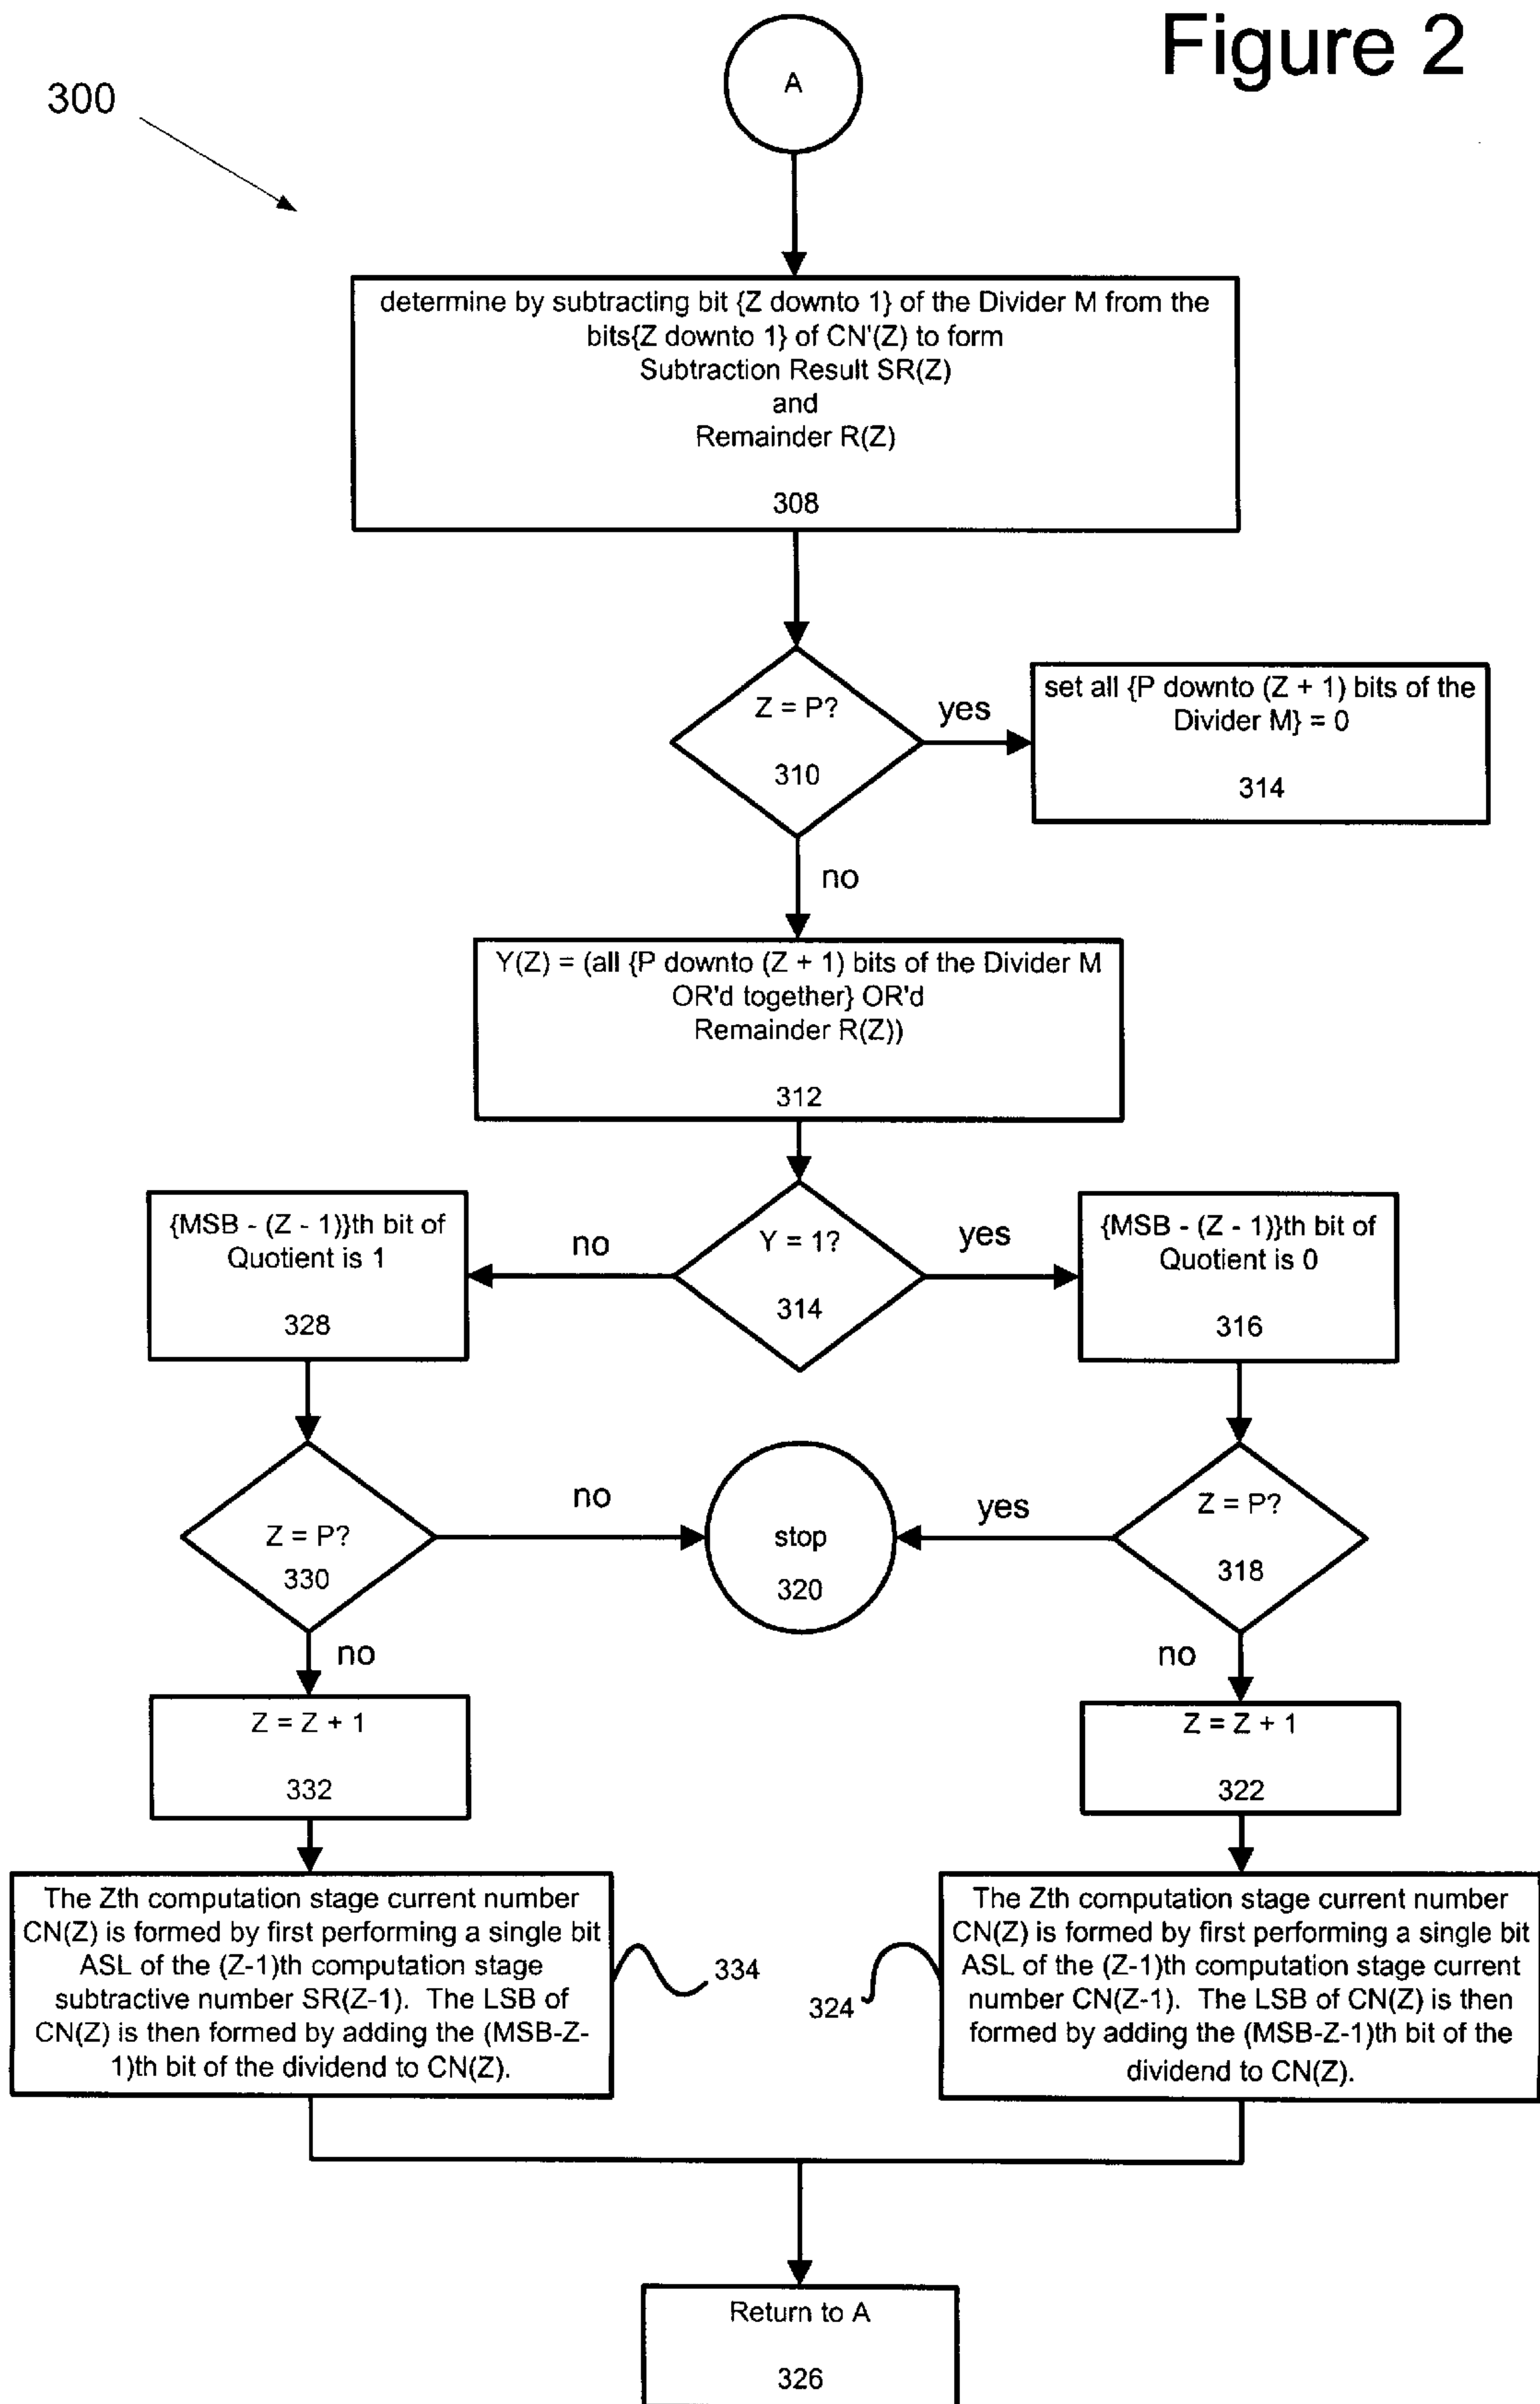 Figure 2
300
A
determine by subtracting bit {Z downto 1} of the Divider M from the
bits{Z downto 1} of CN'(Z) to form
Subtraction Result SR(Z)
and
Remainder R(Z)
308
Z = P?
310
yes
set all {P downto (Z + 1) bits of the
Divider M} = 0
314
no
Y(Z) = (all {P downto (Z + 1) bits of the Divider M
OR'd together} OR'd
Remainder R(Z))
312
{MSB - (Z - 1)}th bit of
Quotient is 1
328
no
Y = 1?
314
yes
{MSB - (Z - 1)}th bit of
Quotient is 0
316
Z = P?
330
no
stop
320
yes
Z = P?
318
no
no
Z = Z + 1
332
Z = Z + 1
322
The Zth computation stage current number
CN(Z) is formed by first performing a single bit
ASL of the (Z-1)th computation stage
subtractive number SR(Z-1). The LSB of
CN(Z) is then formed by adding the (MSB-Z-
1)th bit of the dividend to CN(Z).
334
324
The Zth computation stage current number
CN(Z) is formed by first performing a single bit
ASL of the (Z-1)th computation stage current
number CN(Z-1). The LSB of CN(Z) is then
formed by adding the (MSB-Z-1)th bit of the
dividend to CN(Z).
Return to A
326